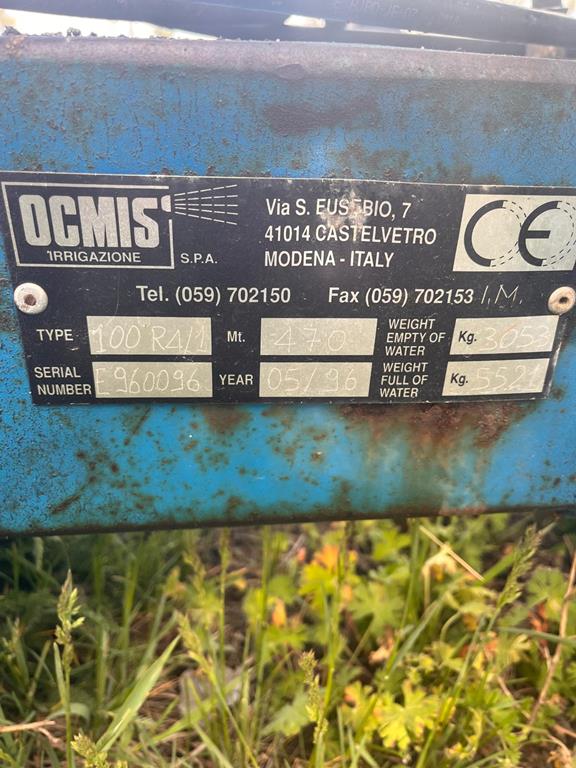 OCMIS
IRRIGAZIONE
S.P.A.
Via S. EUSEBIO, 7
41014 CASTELVETRO
MODENA - ITALY
CE
Tel. (059) 702150 Fax (059) 702153 I.M.
TYPE 100 R4/1 Mt. 470 WEIGHT EMPTY OF WATER Kg. 3053
SERIAL NUMBER E960096 YEAR 05/96 WEIGHT FULL OF WATER Kg. 5521